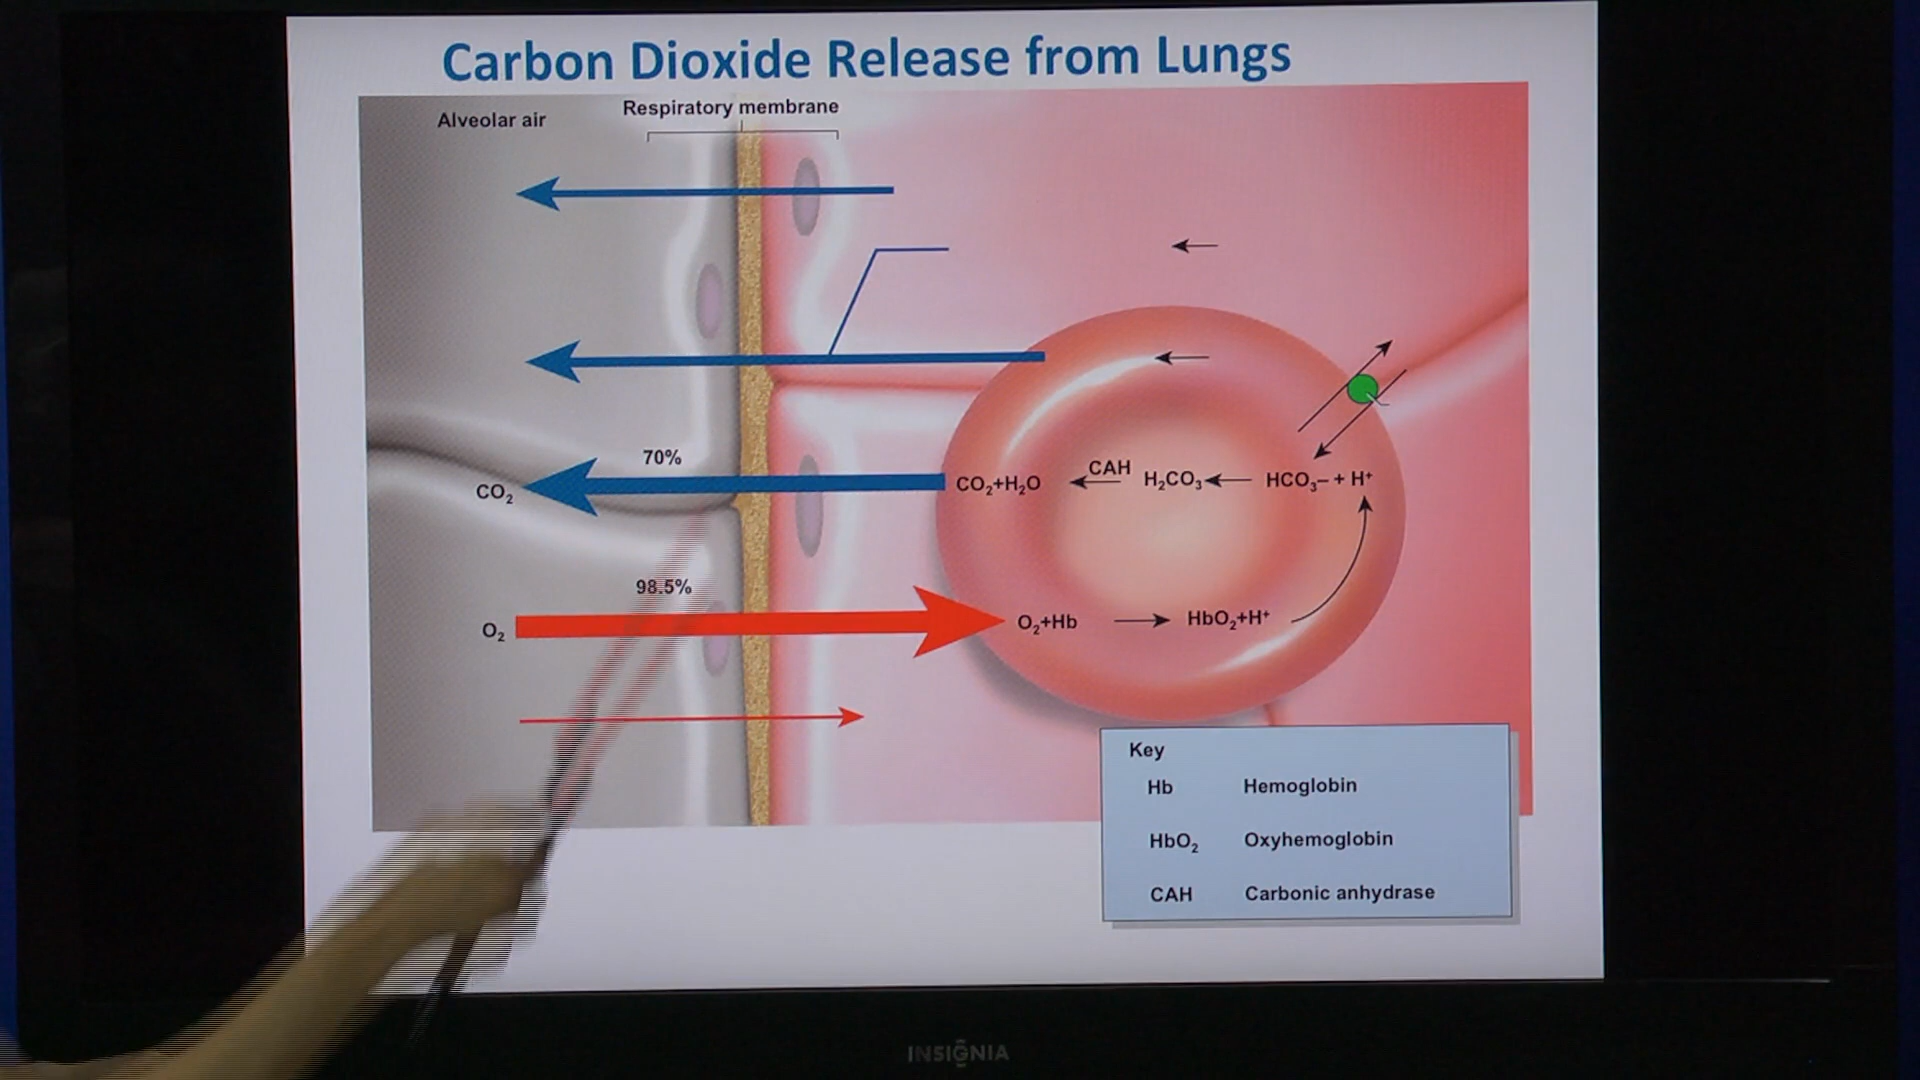 Carbon Dioxide Release from Lungs
Alveolar air
Respiratory membrane
70%
CO₂
CO₂+H₂O
CAH
H₂CO₃
HCO₃– + H⁺
98.5%
O₂
O₂+Hb
HbO₂+H⁺
Key
Hb Hemoglobin
HbO₂ Oxyhemoglobin
CAH Carbonic anhydrase
INSIGNIA